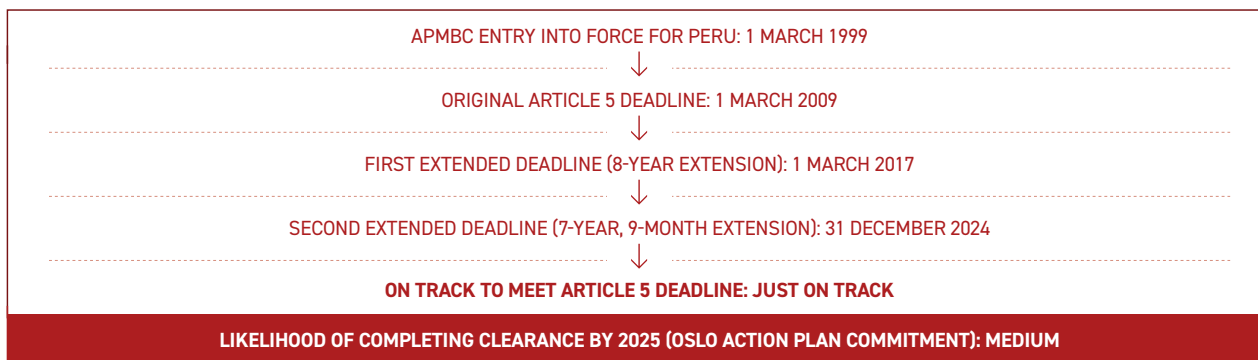 APMBC ENTRY INTO FORCE FOR PERU: 1 MARCH 1999
ORIGINAL ARTICLE 5 DEADLINE: 1 MARCH 2009
FIRST EXTENDED DEADLINE (8-YEAR EXTENSION): 1 MARCH 2017
SECOND EXTENDED DEADLINE (7-YEAR, 9-MONTH EXTENSION): 31 DECEMBER 2024
ON TRACK TO MEET ARTICLE 5 DEADLINE: JUST ON TRACK
LIKELIHOOD OF COMPLETING CLEARANCE BY 2025 (OSLO ACTION PLAN COMMITMENT): MEDIUM